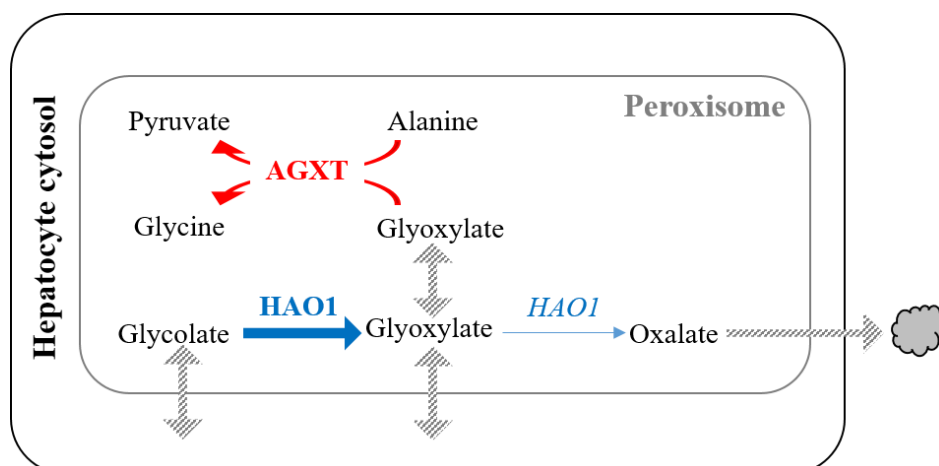 Hepatocyte cytosol
Peroxisome
Pyruvate
Alanine
AGXT
Glycine
Glyoxylate
HAO1
HAO1
Glycolate
Glyoxylate
Oxalate